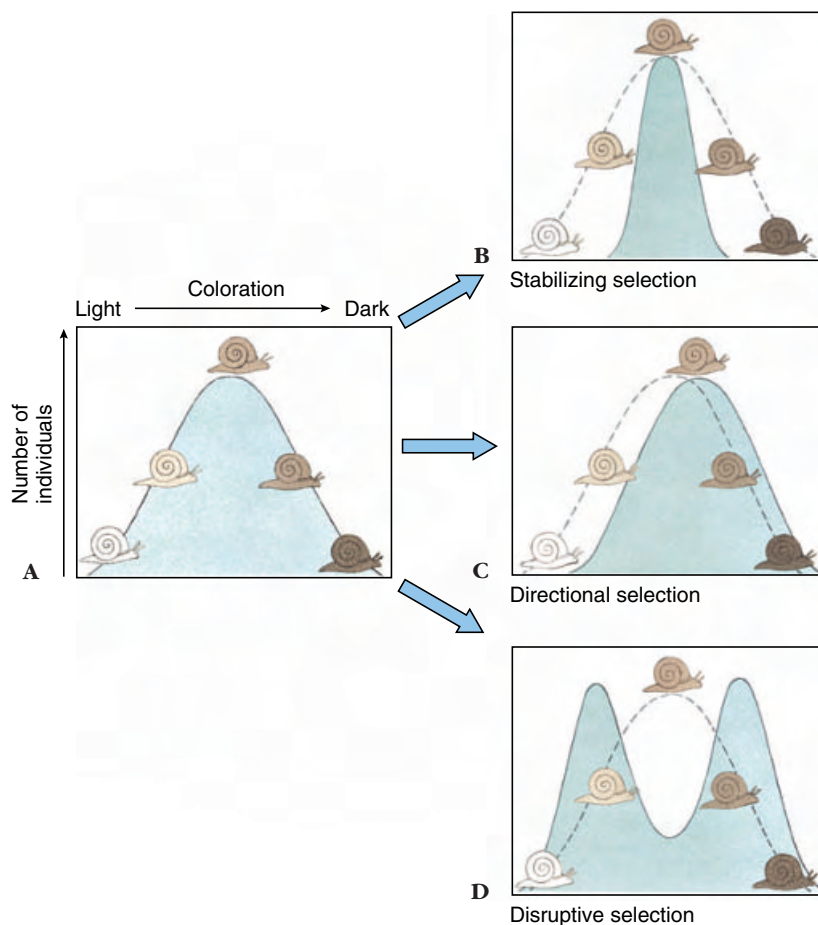 B
Stabilizing selection
Coloration
Light
Dark
Number of
individuals
A
C
Directional selection
D
Disruptive selection